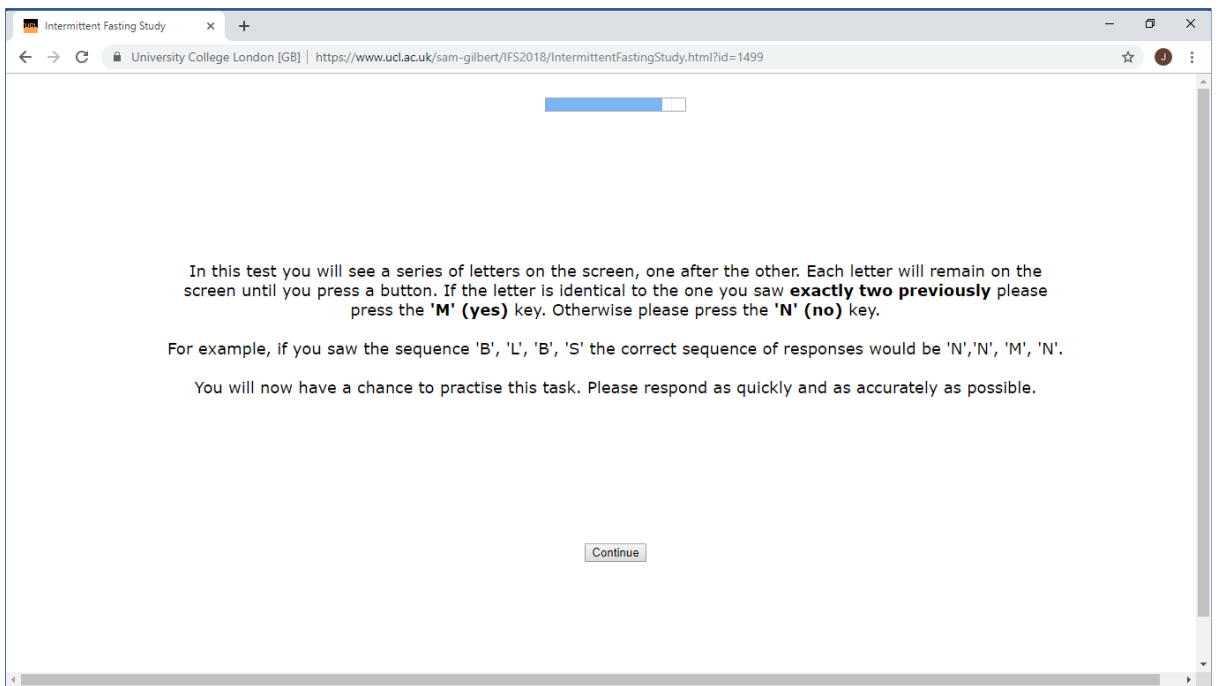 UCL Intermittent Fasting Study
University College London [GB] | https://www.ucl.ac.uk/sam-gilbert/IFS2018/IntermittentFastingStudy.html?id=1499
J
In this test you will see a series of letters on the screen, one after the other. Each letter will remain on the
screen until you press a button. If the letter is identical to the one you saw exactly two previously please
press the 'M' (yes) key. Otherwise please press the 'N' (no) key.
For example, if you saw the sequence 'B', 'L', 'B', 'S' the correct sequence of responses would be 'N','N', 'M', 'N'.
You will now have a chance to practise this task. Please respond as quickly and as accurately as possible.
Continue